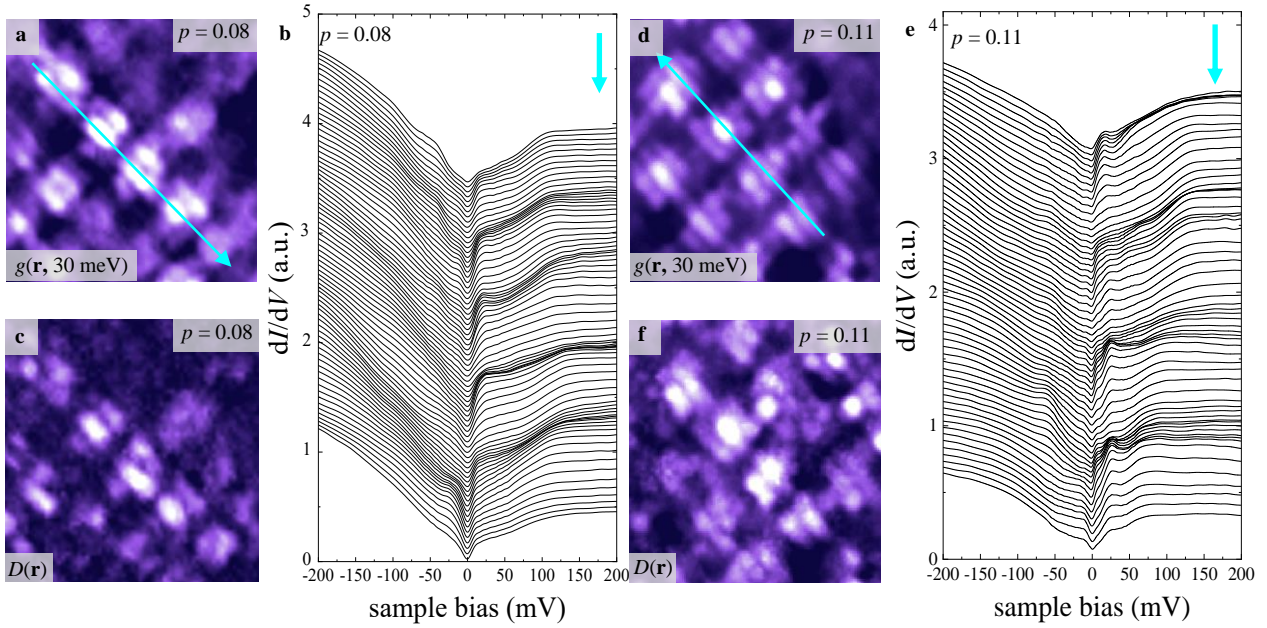 a
p = 0.08
g(r, 30 meV)
b
p = 0.08
5
4
3
2
1
0
dI/dV (a.u.)
-200 -150 -100 -50 0 50 100 150 200
sample bias (mV)
c
p = 0.08
D(r)
d
p = 0.11
g(r, 30 meV)
e
p = 0.11
4
3
2
1
0
dI/dV (a.u.)
-200 -150 -100 -50 0 50 100 150 200
sample bias (mV)
f
p = 0.11
D(r)